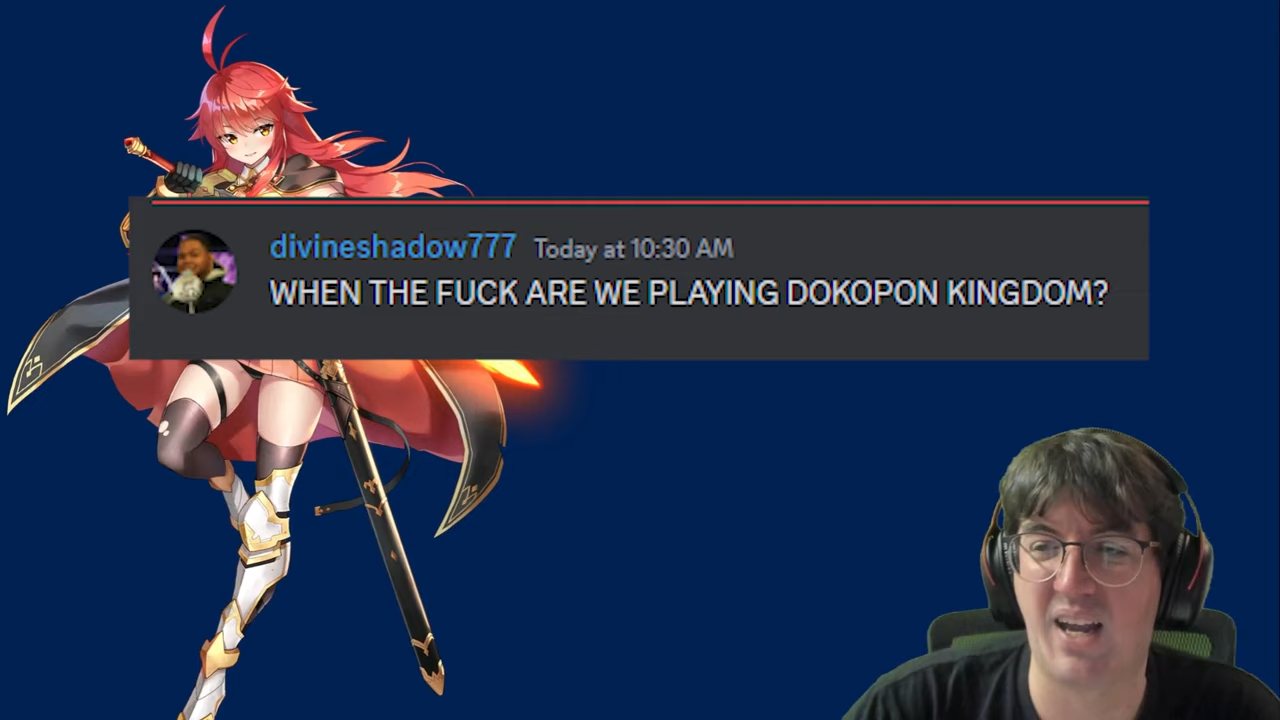 divineshadow777 Today at 10:30 AM
WHEN THE FUCK ARE WE PLAYING DOKOPON KINGDOM?